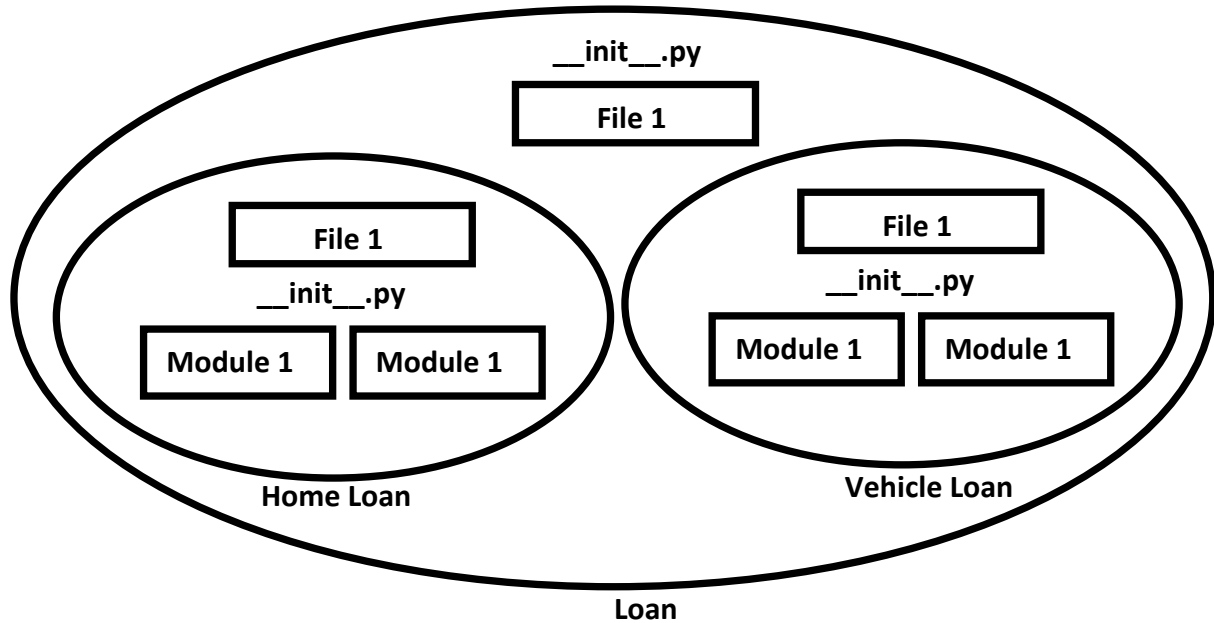 __init__.py
File 1
File 1
__init__.py
Module 1 Module 1
Home Loan
File 1
__init__.py
Module 1 Module 1
Vehicle Loan
Loan